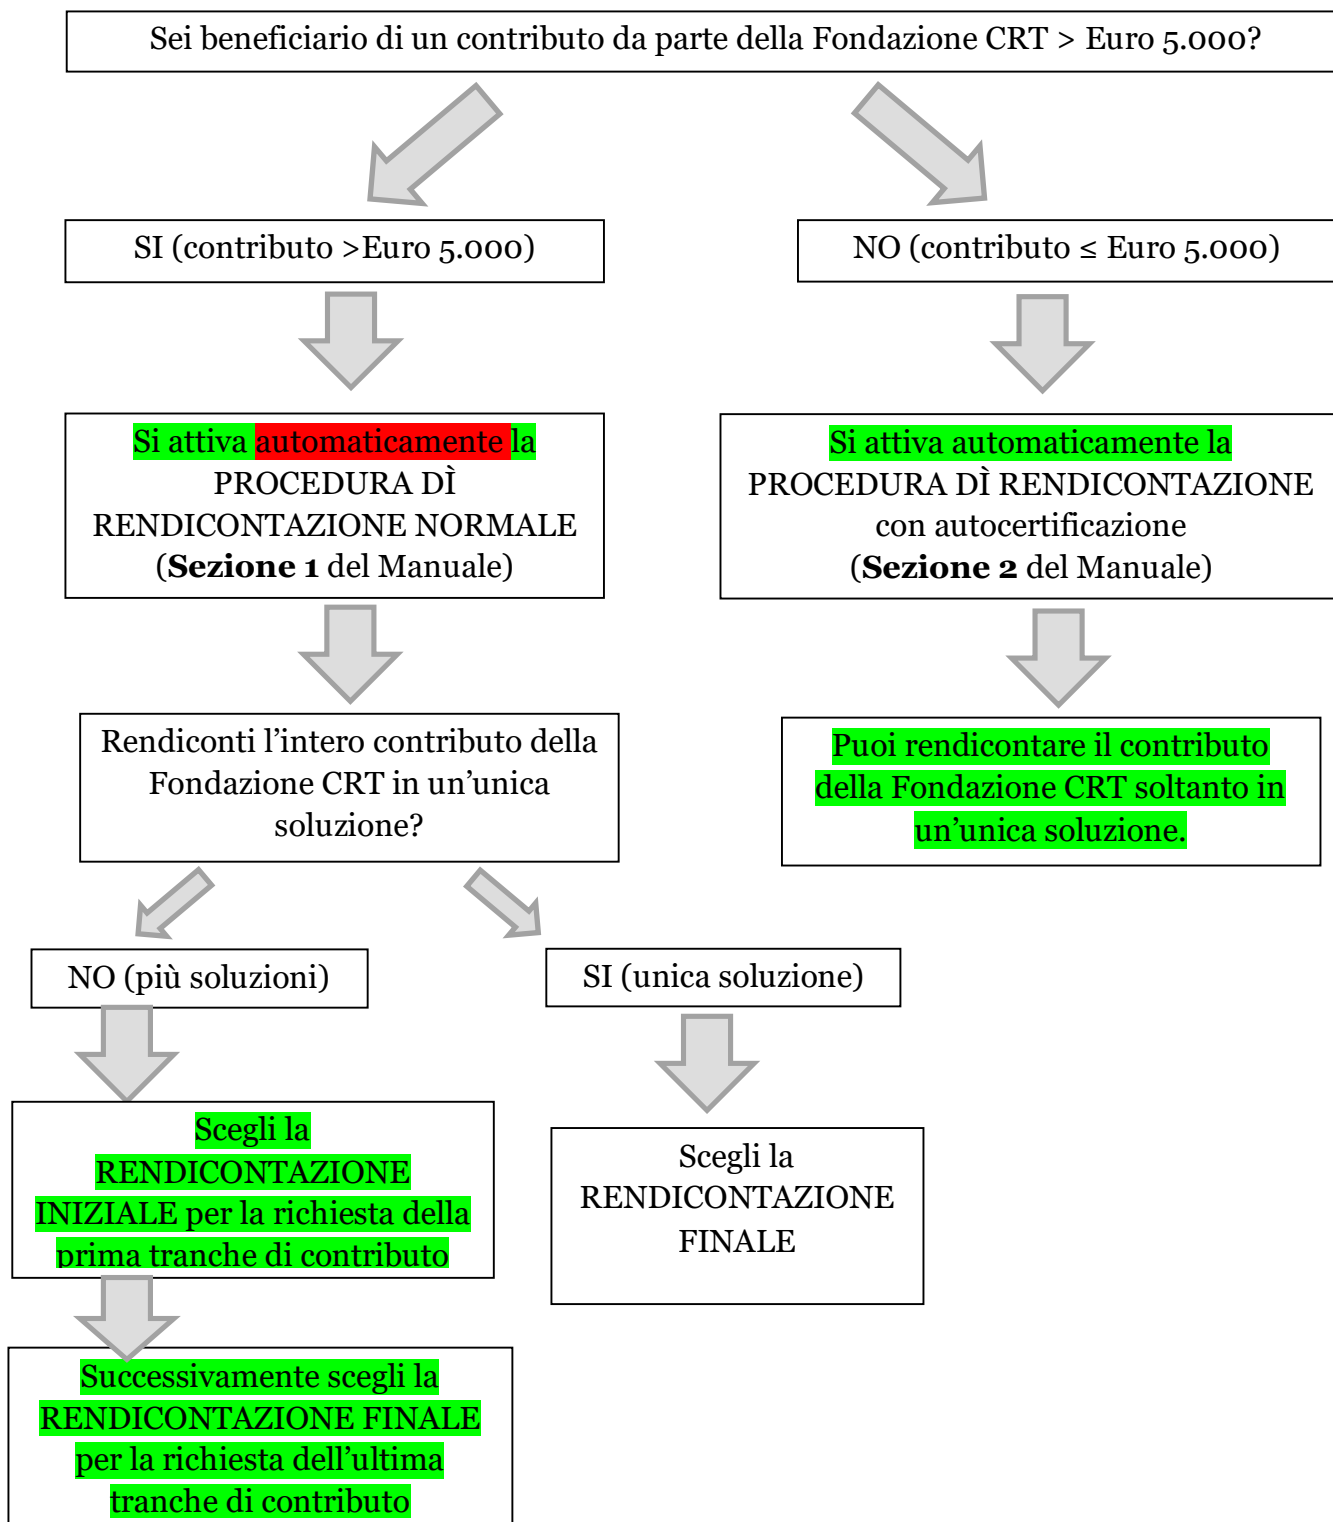 Sei beneficiario di un contributo da parte della Fondazione CRT > Euro 5.000?
SI (contributo >Euro 5.000)
NO (contributo ≤ Euro 5.000)
Si attiva automaticamente la
PROCEDURA DÌ
RENDICONTAZIONE NORMALE
(Sezione 1 del Manuale)
Si attiva automaticamente la
PROCEDURA DÌ RENDICONTAZIONE
con autocertificazione
(Sezione 2 del Manuale)
Rendiconti l’intero contributo della
Fondazione CRT in un’unica
soluzione?
Puoi rendicontare il contributo
della Fondazione CRT soltanto in
un’unica soluzione.
NO (più soluzioni)
SI (unica soluzione)
Scegli la
RENDICONTAZIONE
INIZIALE per la richiesta della
prima tranche di contributo
Scegli la
RENDICONTAZIONE
FINALE
Successivamente scegli la
RENDICONTAZIONE FINALE
per la richiesta dell’ultima
tranche di contributo